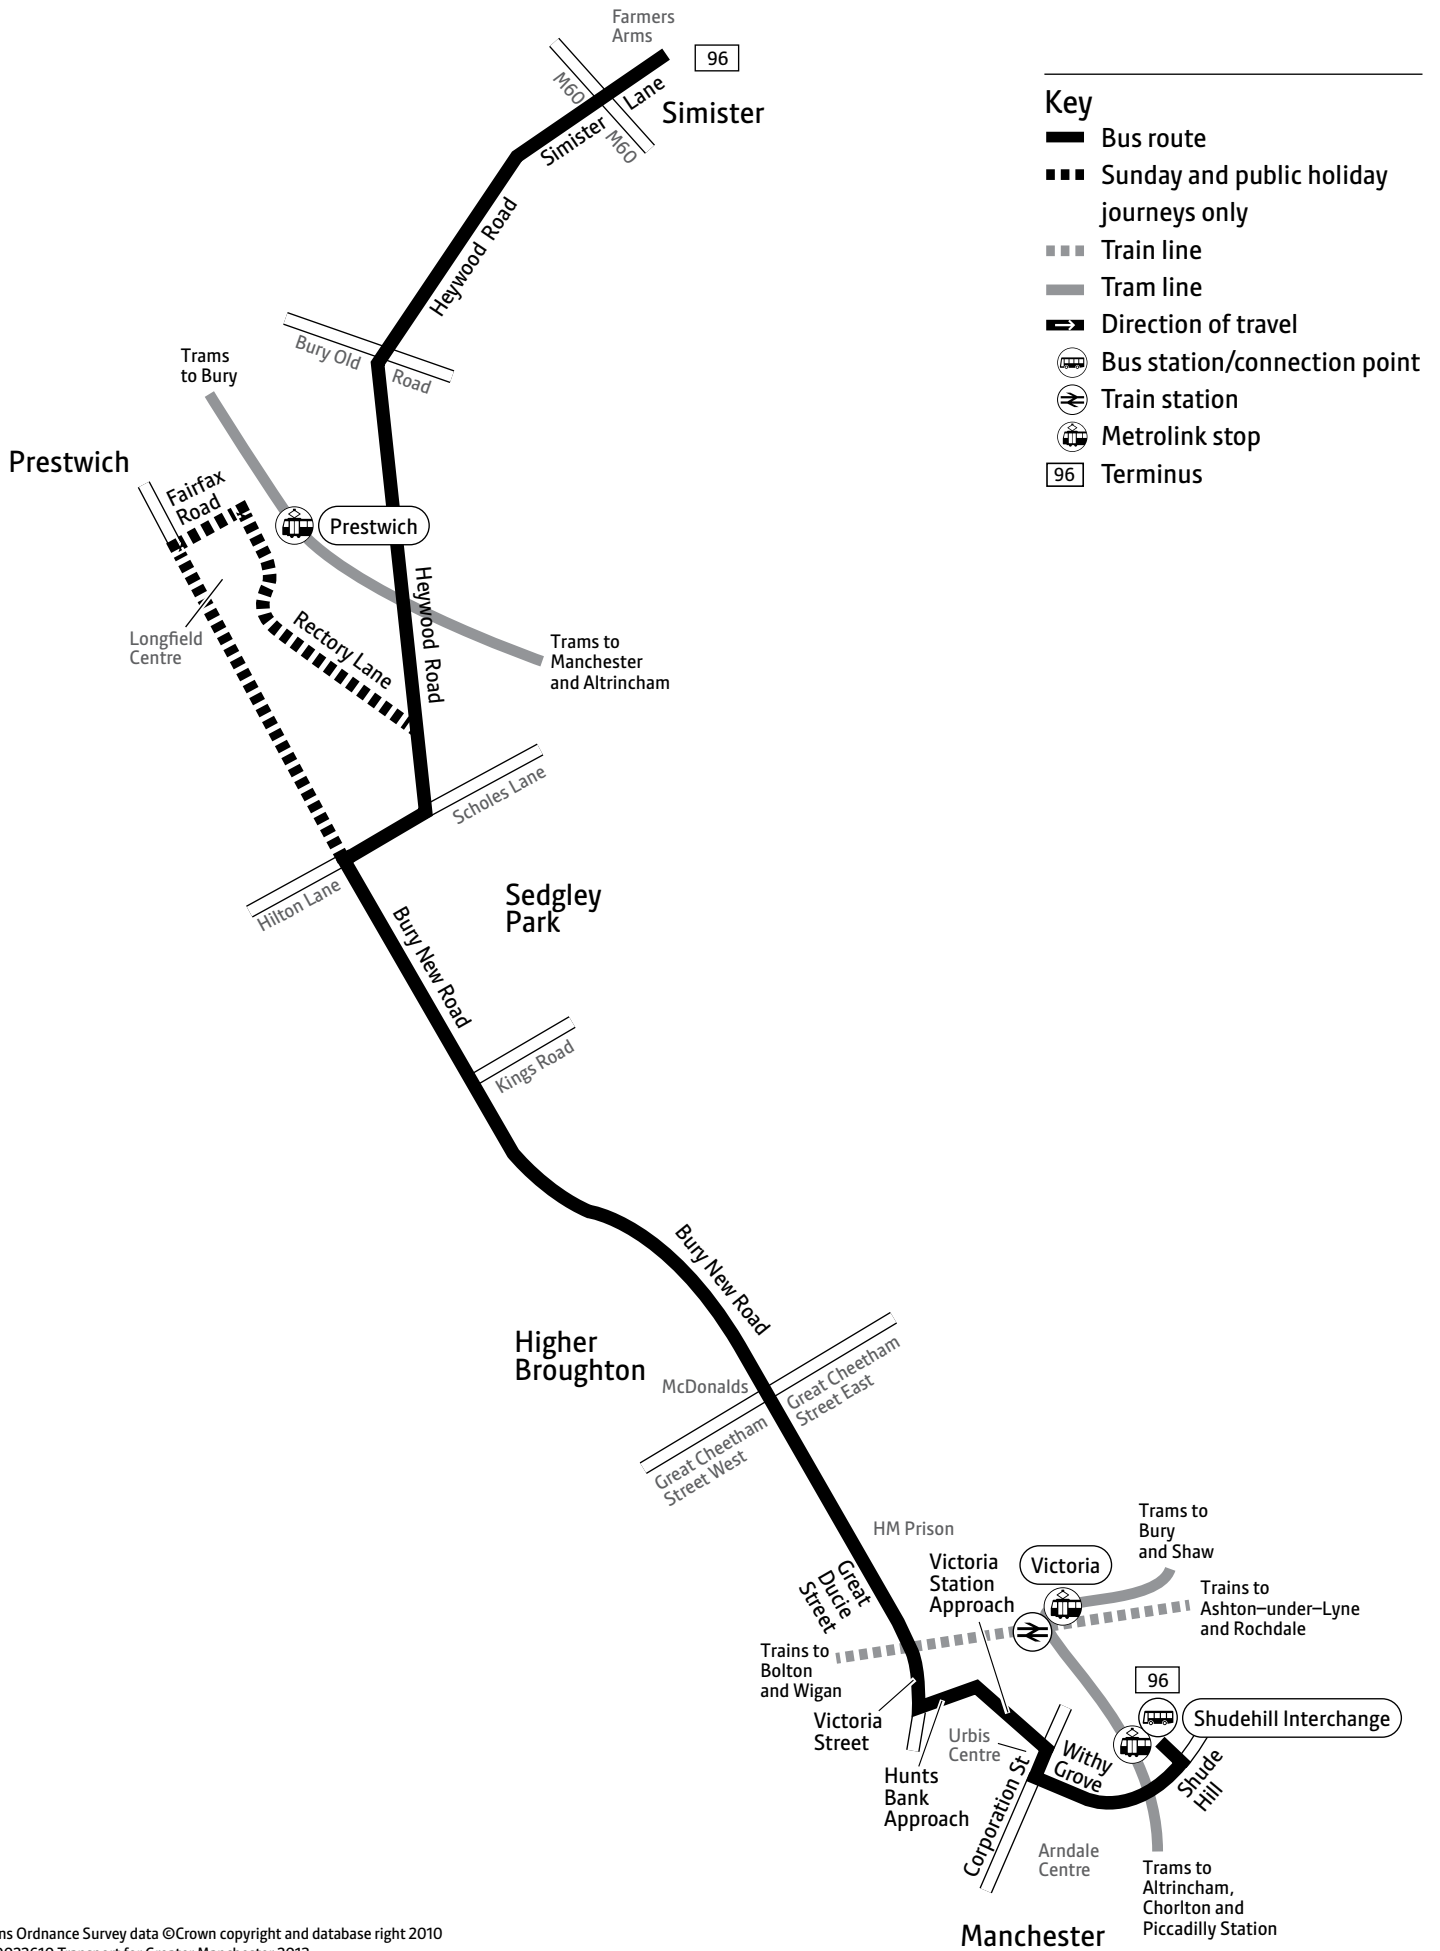 Farmers
Arms
96
M60
Lane
Simister
Simister
M60
Key
Bus route
Sunday and public holiday
journeys only
Train line
Tram line
Direction of travel
Bus station/connection point
Train station
Metrolink stop
96 Terminus
Heywood Road
Bury Old
Road
Trams
to Bury
Prestwich
Fairfax
Road
Prestwich
Heywood Road
Longfield
Centre
Rectory Lane
Trams to
Manchester
and Altrincham
Scholes Lane
Hilton Lane
Sedgley
Park
Bury New Road
Kings Road
Bury New Road
Higher
Broughton
McDonalds
Great Cheetham
Street East
Great Cheetham
Street West
HM Prison
Great
Ducie
Street
Victoria
Station
Approach
Victoria
Trams to
Bury
and Shaw
Trains to
Ashton–under–Lyne
and Rochdale
Trains to
Bolton
and Wigan
96
Shudehill Interchange
Victoria
Street
Urbis
Centre
Withy
Grove
Shude
Hill
Hunts
Bank
Approach
Corporation St
Arndale
Centre
Trams to
Altrincham,
Chorlton and
Piccadilly Station
Manchester
ns Ordnance Survey data ©Crown copyright and database right 2010